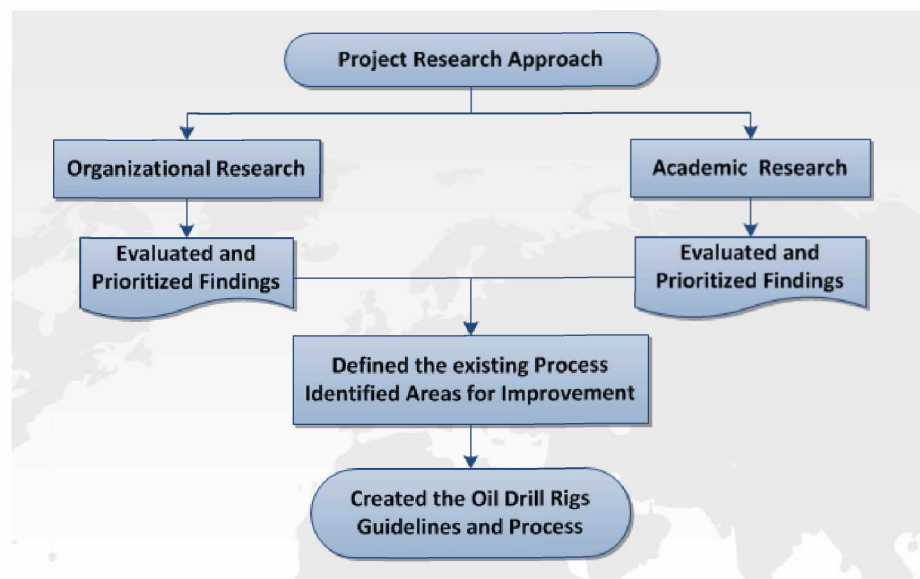 Project Research Approach
Organizational Research
Academic Research
Evaluated and
Prioritized Findings
Evaluated and
Prioritized Findings
Defined the existing Process
Identified Areas for Improvement
Created the Oil Drill Rigs
Guidelines and Process